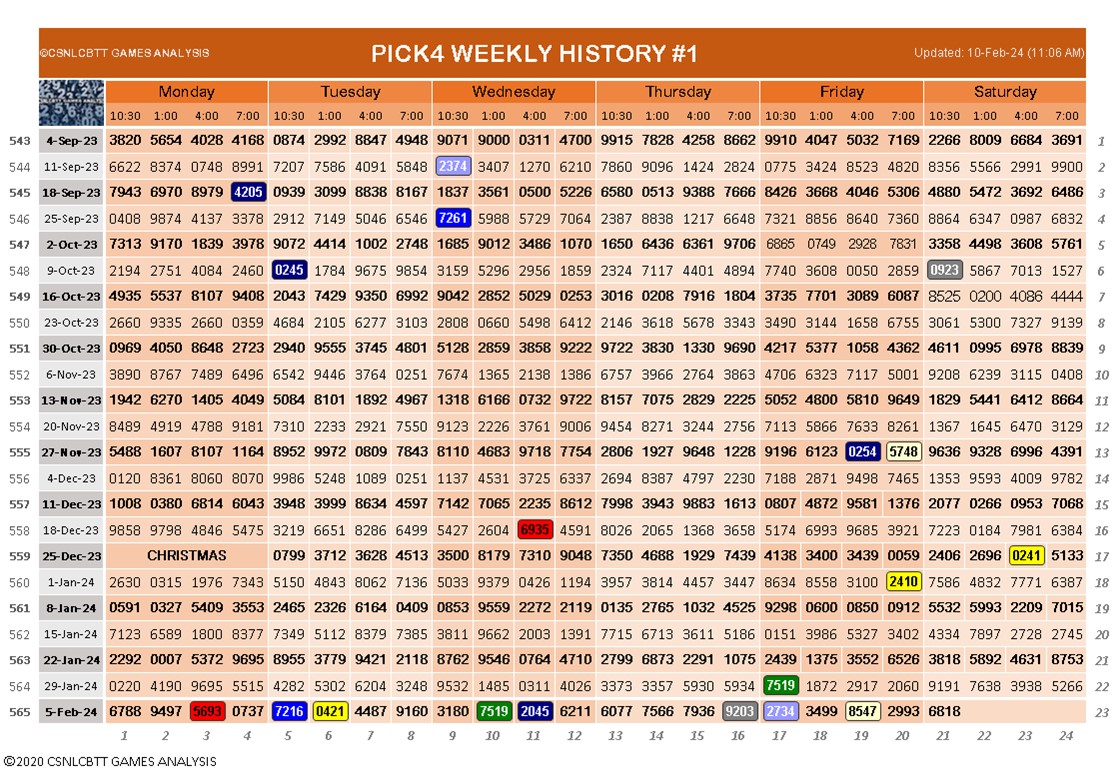 ©CSNLCBTT GAMES ANALYSIS PICK4 WEEKLY HISTORY #1 Updated: 10-Feb-24 (11:06 AM)
Monday Tuesday Wednesday Thursday Friday Saturday
10:30 1:00 4:00 7:00 10:30 1:00 4:00 7:00 10:30 1:00 4:00 7:00 10:30 1:00 4:00 7:00 10:30 1:00 4:00 7:00 10:30 1:00 4:00 7:00
543 4-Sep-23 3820 5654 4028 4168 0874 2992 8847 4948 9071 9000 0311 4700 9915 7828 4258 8662 9910 4047 5032 7169 2266 8009 6684 3691 1
544 11-Sep-23 6622 8374 0748 8991 7207 7586 4091 5848 2374 3407 1270 6210 7860 9096 1424 2824 0775 3424 8523 4820 8356 5566 2991 9900 2
545 18-Sep-23 7943 6970 8979 4205 0939 3099 8838 8167 1837 3561 0500 5226 6580 0513 9388 7666 8426 3668 4046 5306 4880 5472 3692 6486 3
546 25-Sep-23 0408 9874 4137 3378 2912 7149 5046 6546 7261 5988 5729 7064 2387 8838 1217 6648 7321 8856 8640 7360 8864 6347 0987 6832 4
547 2-Oct-23 7313 9170 1839 3978 9072 4414 1002 2748 1685 9012 3486 1070 1650 6436 6361 9706 6865 0749 2928 7831 3358 4498 3608 5761 5
548 9-Oct-23 2194 2751 4084 2460 0245 1784 9675 9854 3159 5296 2956 1859 2324 7117 4401 4894 7740 3608 0050 2859 0923 5867 7013 1527 6
549 16-Oct-23 4935 5537 8107 9408 2043 7429 9350 6992 9042 2852 5029 0253 3016 0208 7916 1804 3735 7701 3089 6087 8525 0200 4086 4444 7
550 23-Oct-23 2660 9335 2660 0359 4684 2105 6277 3103 2808 0660 5498 6412 2146 3618 5678 3343 3490 3144 1658 6755 3061 5300 7327 9139 8
551 30-Oct-23 0969 4050 8648 2723 2940 9555 3745 4801 5128 2859 3858 9222 9722 3830 1330 9690 4217 5377 1058 4362 4611 0995 6978 8839 9
552 6-Nov-23 3890 8767 7489 6496 6542 9446 3764 0252 7674 1365 2138 1386 6757 3966 2764 3863 4706 6323 7117 5001 9208 6239 3115 0408 10
553 13-Nov-23 1942 6270 1405 4049 5084 8101 1892 4967 1318 6166 0732 9722 8157 7075 2829 2225 5052 4800 5810 9649 1829 5441 6412 8664 11
554 20-Nov-23 8489 4919 4788 9181 7310 2233 2921 7550 9123 2226 3761 9006 9454 8271 3244 2756 7113 5866 7633 8261 1367 1645 6470 3129 12
555 27-Nov-23 5488 1607 8107 1164 8952 9972 0809 7843 8110 4683 9718 7754 2806 1927 9648 1228 9196 6123 0254 5748 9636 9328 6996 4391 13
556 4-Dec-23 0120 8361 8060 8070 9986 5248 1089 0251 1137 4531 3725 6337 2694 8387 4797 2230 7188 2871 9498 7465 1353 9593 4009 9782 14
557 11-Dec-23 1008 0380 6814 6043 3948 3999 8634 4597 7142 7065 2235 8612 7998 3943 9883 1613 0807 4872 9581 1376 2077 0266 0953 7068 15
558 18-Dec-23 9858 9798 4846 5475 3219 6651 8286 6499 5427 2604 6935 4591 8026 2065 1368 3658 5174 6993 9685 3921 7223 0184 7981 6384 16
559 25-Dec-23 CHRISTMAS 0799 3712 3628 4513 3500 8179 7310 9048 7350 4688 1929 7439 4138 3400 3439 0059 2406 2696 0241 5133 17
560 1-Jan-24 2630 0315 1976 7343 5150 4843 8062 7136 5033 9379 0426 1194 3957 3814 4457 3447 8634 8558 3100 2410 7586 4832 7771 6387 18
561 8-Jan-24 0591 0327 5409 3553 2465 2326 6164 0409 0853 9559 2272 2119 0135 2765 1032 4525 9298 0600 0850 0912 5532 5993 2209 7015 19
562 15-Jan-24 7123 6589 1800 8377 7349 5112 8379 7385 3811 9662 2003 1391 7715 6713 3611 5186 0151 3986 5327 3402 4334 7897 2728 2745 20
563 22-Jan-24 2292 0007 5372 9695 8955 3779 9421 2118 8762 9546 0764 4710 2799 6873 2291 1075 2439 1375 3552 6526 3818 5892 4631 8753 21
564 29-Jan-24 0220 4190 9695 5515 4282 5302 6204 3248 9532 1485 0311 4026 3373 3357 5930 5934 7519 1872 2917 2060 9191 7638 3938 5266 22
565 5-Feb-24 6788 9497 5693 0737 7216 0421 4487 9160 3180 7519 2045 6211 6077 7566 7936 9203 2734 3499 8547 2993 6818 23
1 2 3 4 5 6 7 8 9 10 11 12 13 14 15 16 17 18 19 20 21 22 23 24
©2020 CSNLCBTT GAMES ANALYSIS